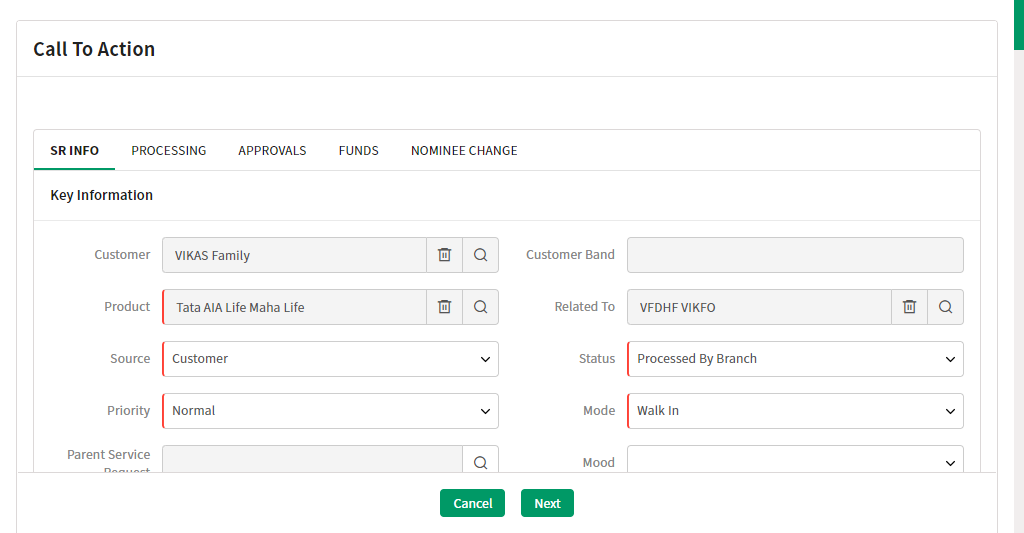 Call To Action
SR INFO PROCESSING APPROVALS FUNDS NOMINEE CHANGE
Key Information
Customer VIKAS Family Customer Band
Product Tata AIA Life Maha Life Related To VFDHF VIKFO
Source Customer Status Processed By Branch
Priority Normal Mode Walk In
Parent Service Mood
Request
Cancel Next